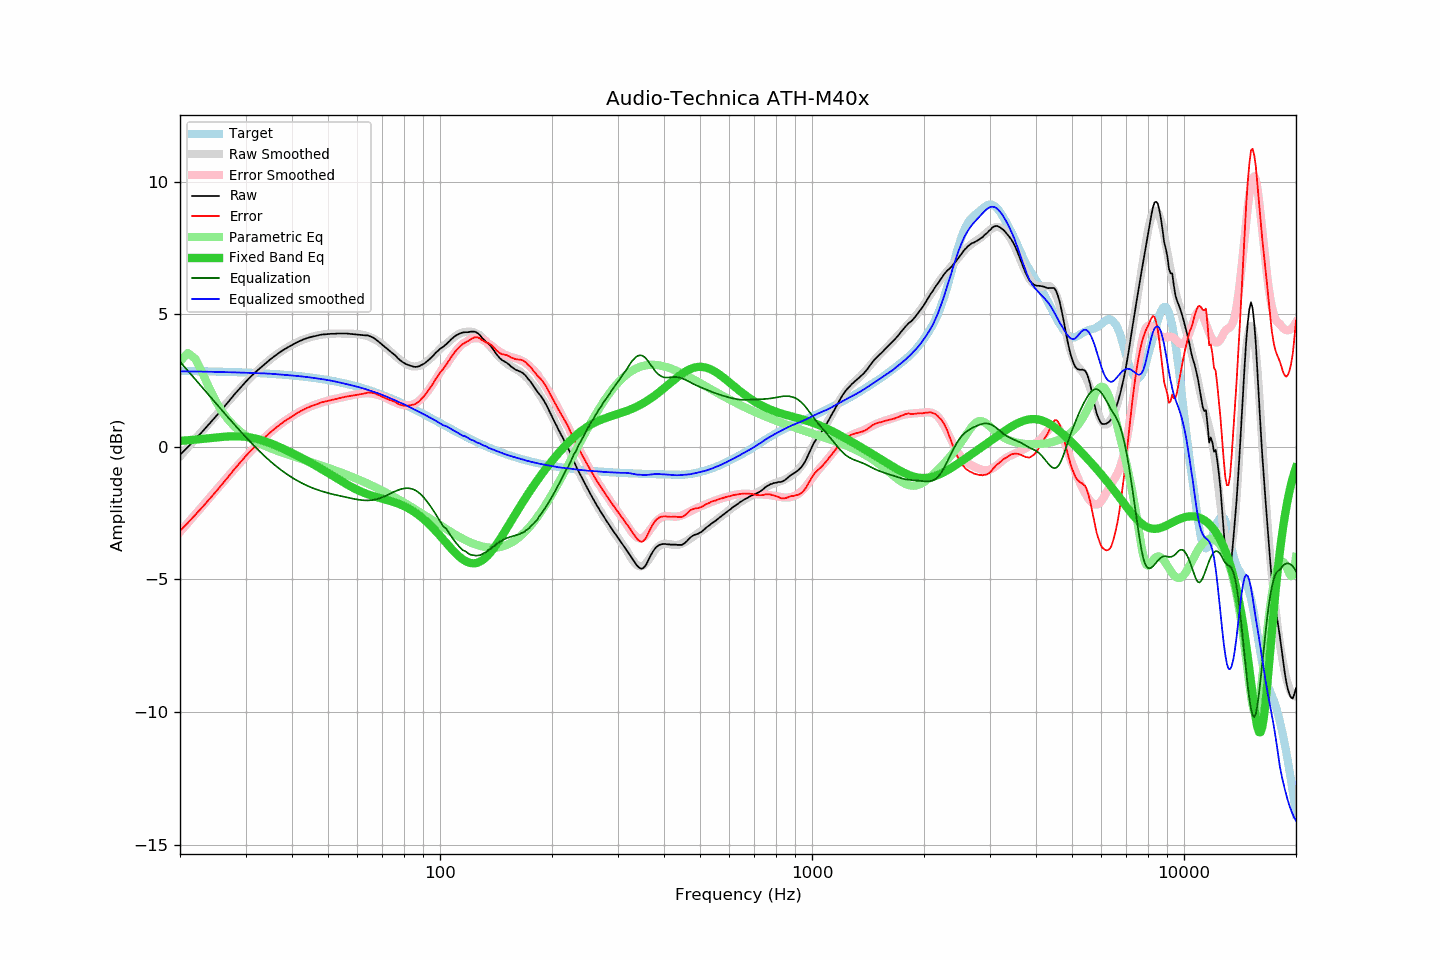 Audio-Technica ATH-M40x
Target
Raw Smoothed
Error Smoothed
Raw
Error
Parametric Eq
Fixed Band Eq
Equalization
Equalized smoothed
Amplitude (dBr)
10
5
0
−5
−10
−15
100
1000
10000
Frequency (Hz)